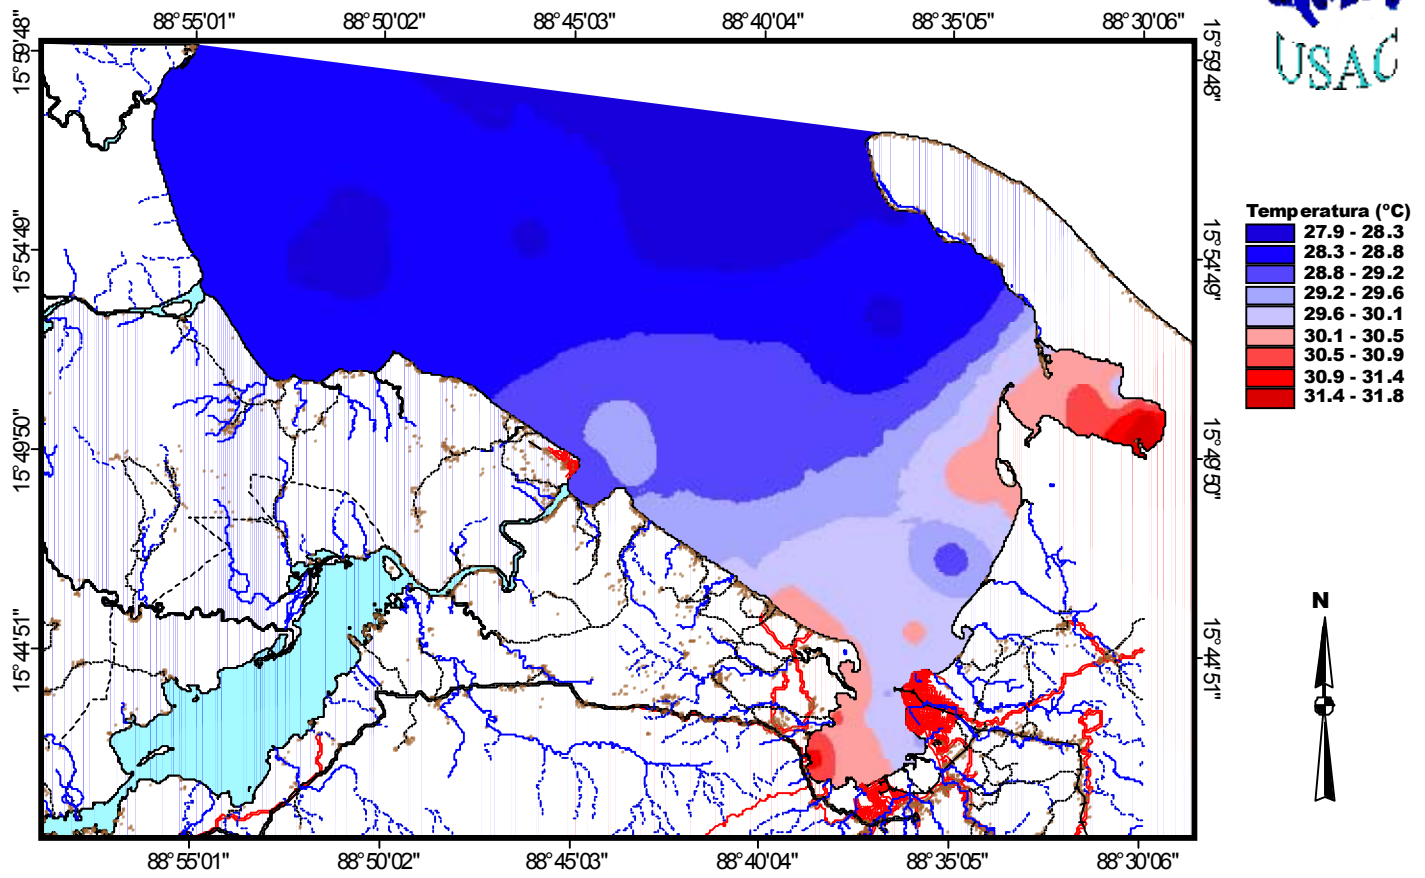 88°55'01" 88°50'02" 88°45'03" 88°40'04" 88°35'05" 88°30'06"
15°59'48"
15°54'49"
15°49'50"
15°44'51"
15°59'48"
15°54'49"
15°49'50"
15°44'51"
88°55'01" 88°50'02" 88°45'03" 88°40'04" 88°35'05" 88°30'06"
USAC
Temperatura (°C)
27.9 - 28.3
28.3 - 28.8
28.8 - 29.2
29.2 - 29.6
29.6 - 30.1
30.1 - 30.5
30.5 - 30.9
30.9 - 31.4
31.4 - 31.8
N